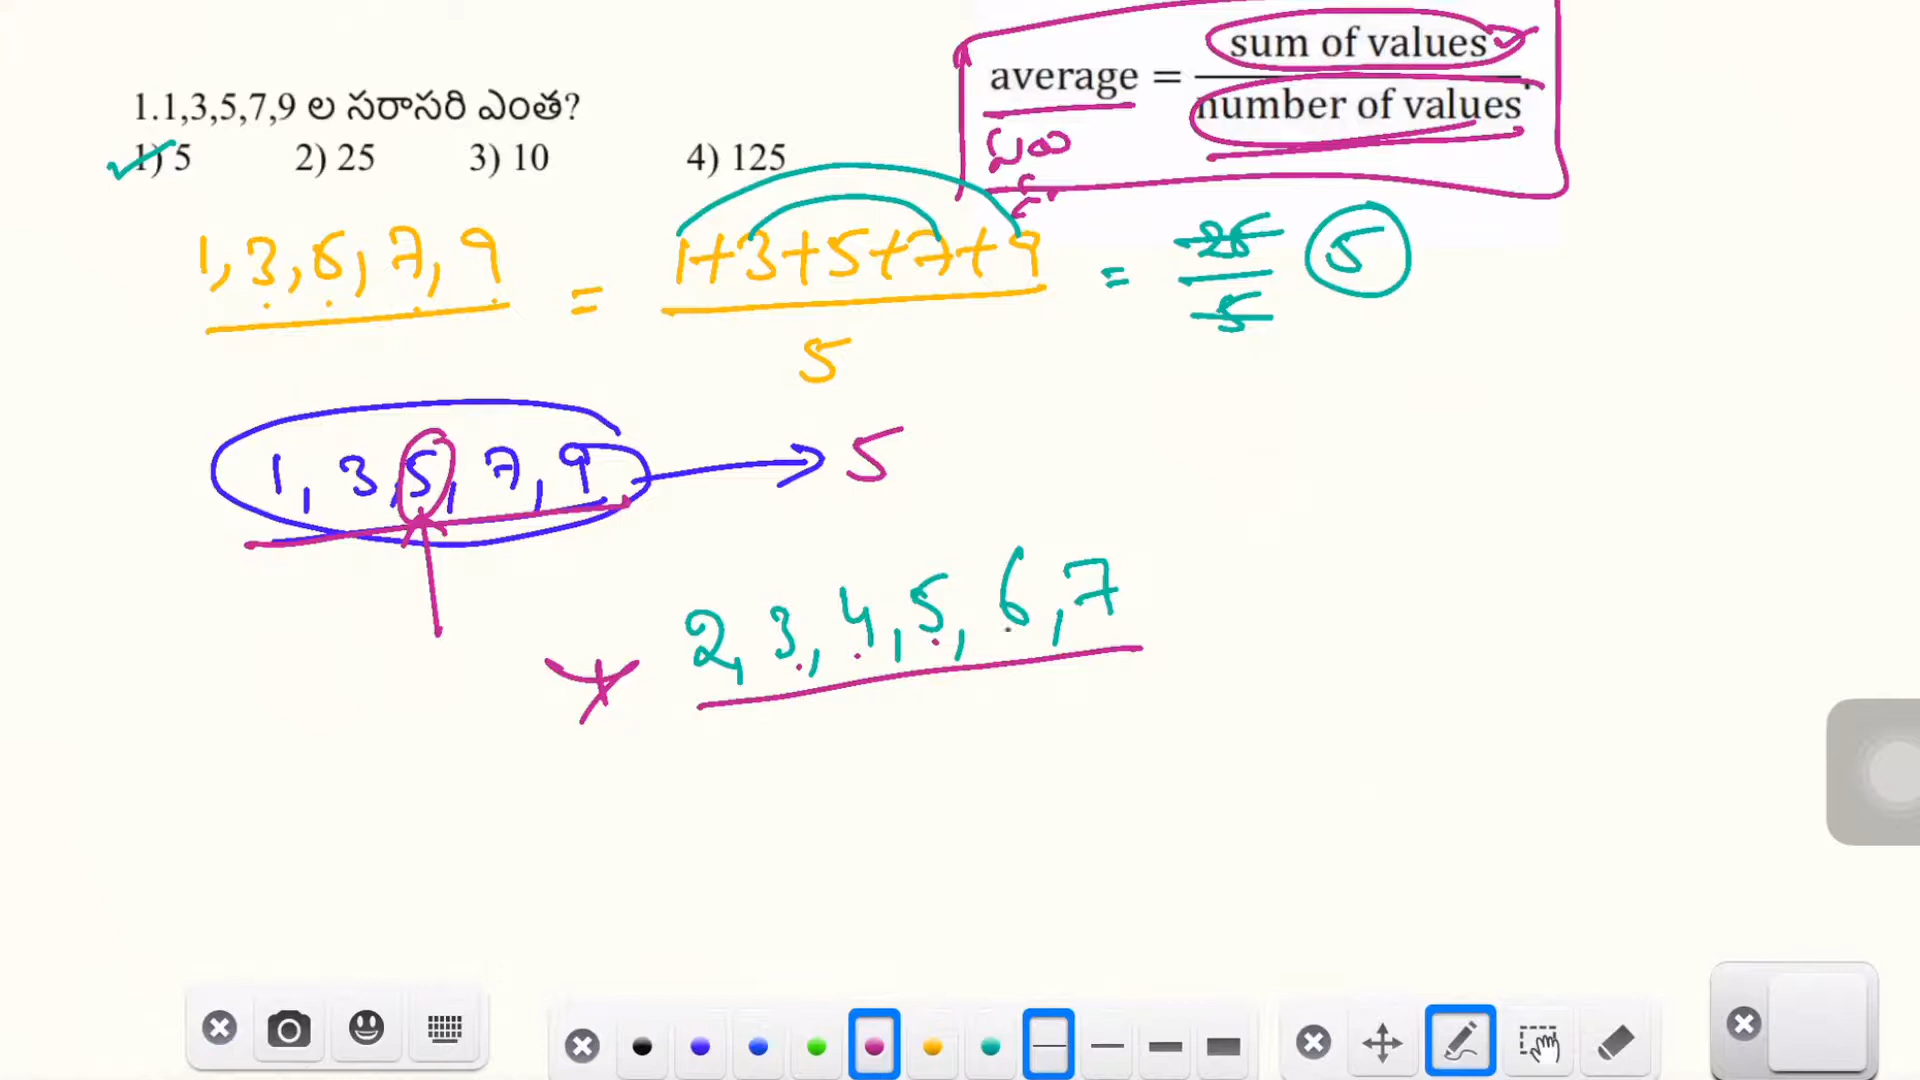 average = sum of values
number of values.
1.1,3,5,7,9 ల సరాసరి ఎంత?
1) 5 2) 25 3) 10 4) 125
1,3,5,7,9 = 1+3+5+7+9 = 25 5
5 5
1, 3, 5, 7, 9 5
2, 3, 4, 5, 6, 7